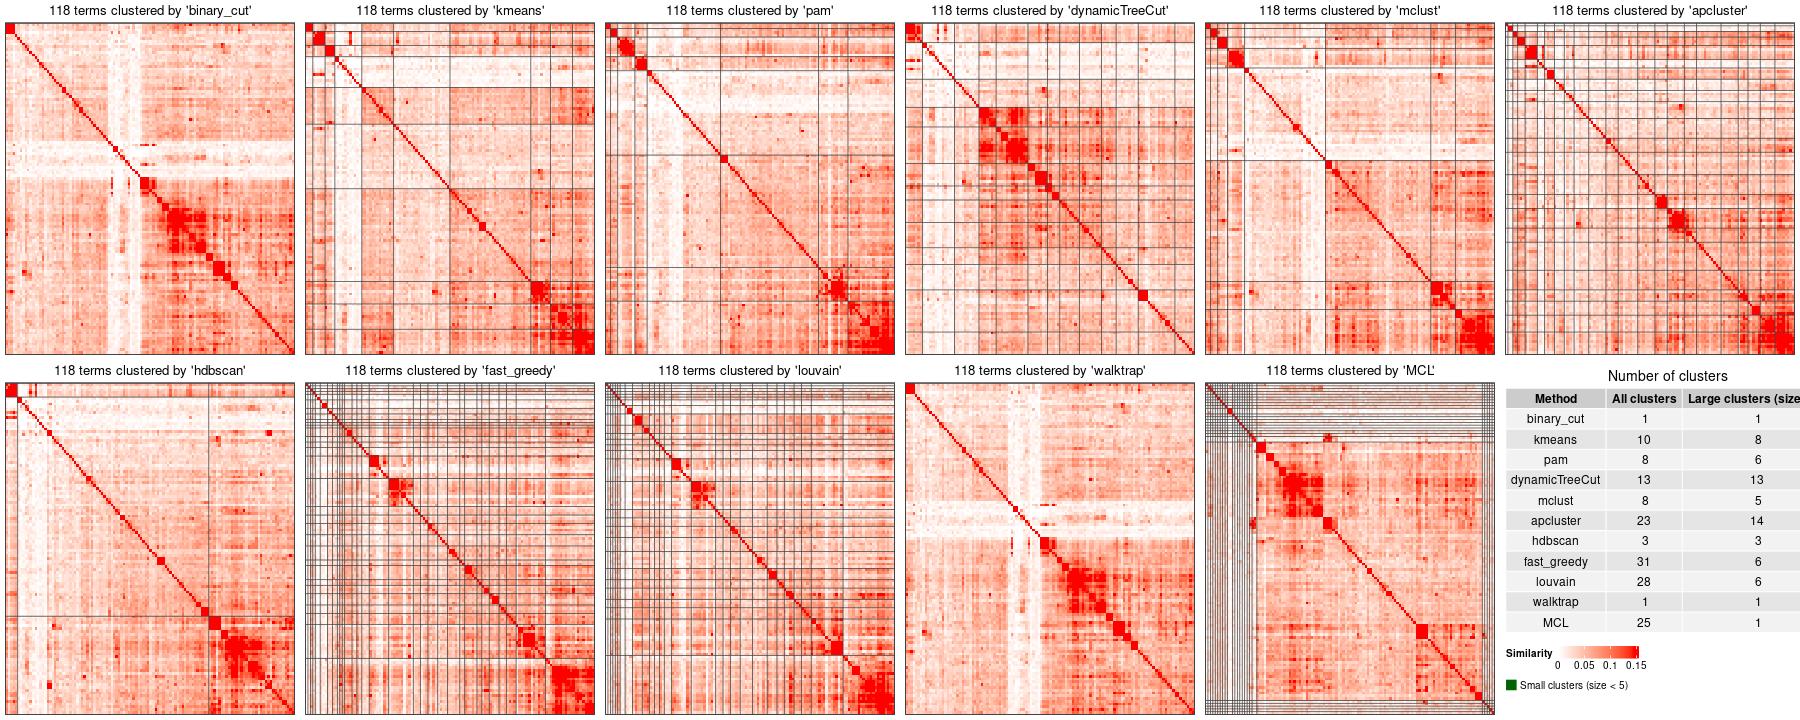 118 terms clustered by 'binary_cut'
118 terms clustered by 'kmeans'
118 terms clustered by 'pam'
118 terms clustered by 'dynamicTreeCut'
118 terms clustered by 'mclust'
118 terms clustered by 'apcluster'
118 terms clustered by 'hdbscan'
118 terms clustered by 'fast_greedy'
118 terms clustered by 'louvain'
118 terms clustered by 'walktrap'
118 terms clustered by 'MCL'
Number of clusters
Method All clusters Large clusters (size
binary_cut 1 1
kmeans 10 8
pam 8 6
dynamicTreeCut 13 13
mclust 8 5
apcluster 23 14
hdbscan 3 3
fast_greedy 31 6
louvain 28 6
walktrap 1 1
MCL 25 1
Similarity
0 0.05 0.1 0.15
Small clusters (size < 5)